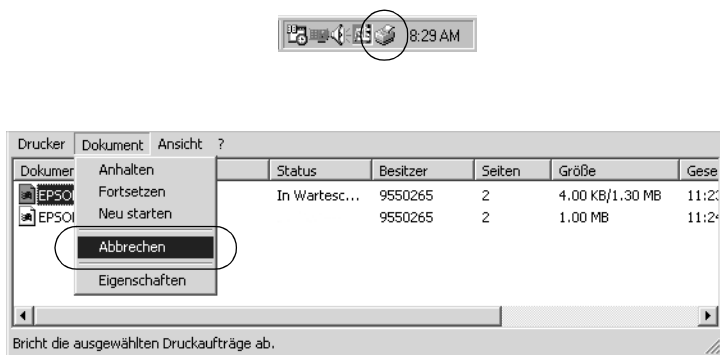 8:29 AM
Drucker Dokument Ansicht ?
Dokumen Status Besitzer Seiten Größe Gese
Anhalten
EPSO In Wartesc... 9550265 2 4.00 KB/1.30 MB 11:2
Fortsetzen
EPSO 9550265 2 1.00 MB 11:2
Neu starten
Abbrechen
Eigenschaften
Bricht die ausgewählten Druckaufträge ab.